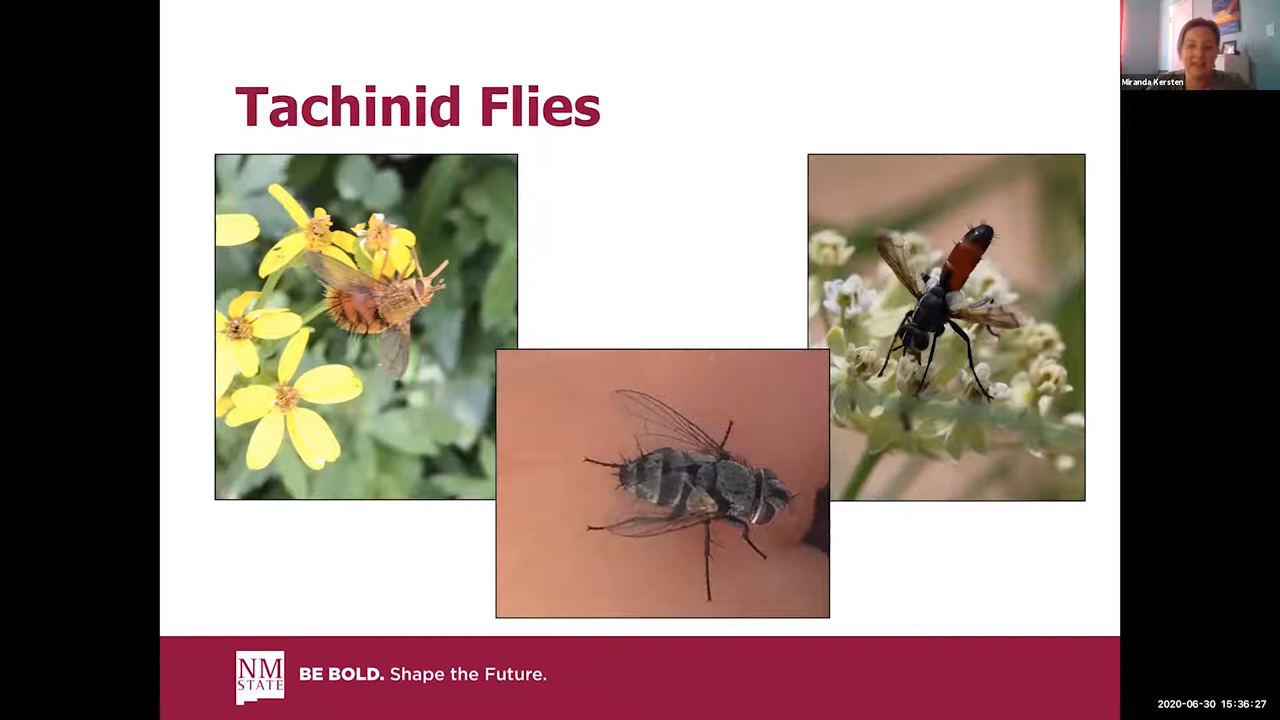 Tachinid Flies
Miranda Kersten
NM
STATE
BE BOLD. Shape the Future.
2020-06-30 15:36:27